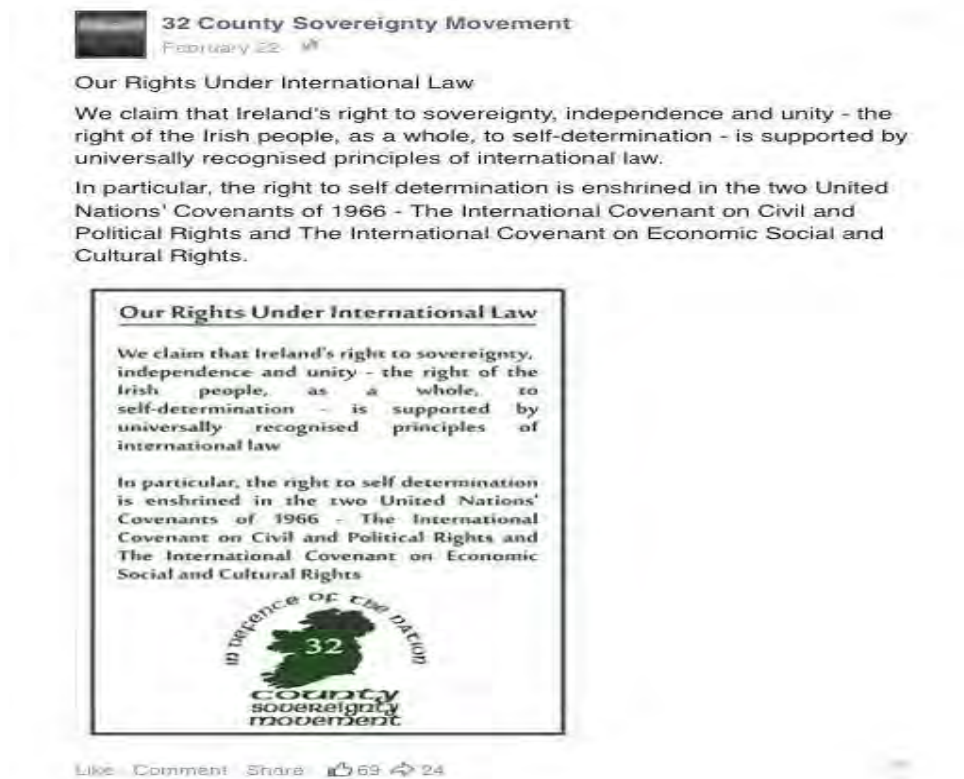 32 County Sovereignty Movement
February 22
Our Rights Under International Law
We claim that Ireland's right to sovereignty, independence and unity - the
right of the Irish people, as a whole, to self-determination - is supported by
universally recognised principles of international law.
In particular, the right to self determination is enshrined in the two United
Nations' Covenants of 1966 - The International Covenant on Civil and
Political Rights and The International Covenant on Economic Social and
Cultural Rights.
Our Rights Under International Law
We claim that Ireland's right to sovereignty,
independence and unity - the right of the
Irish people, as a whole, to
self-determination - is supported by
universally recognised principles of
international law
In particular, the right to self determination
is enshrined in the two United Nations'
Covenants of 1966 - The International
Covenant on Civil and Political Rights and
The International Covenant on Economic
Social and Cultural Rights
IN DEFENCE OF THE NATION
32
COUNTY
SOVEREIGNTY
MOVEMENT
Like Comment Share 69 24